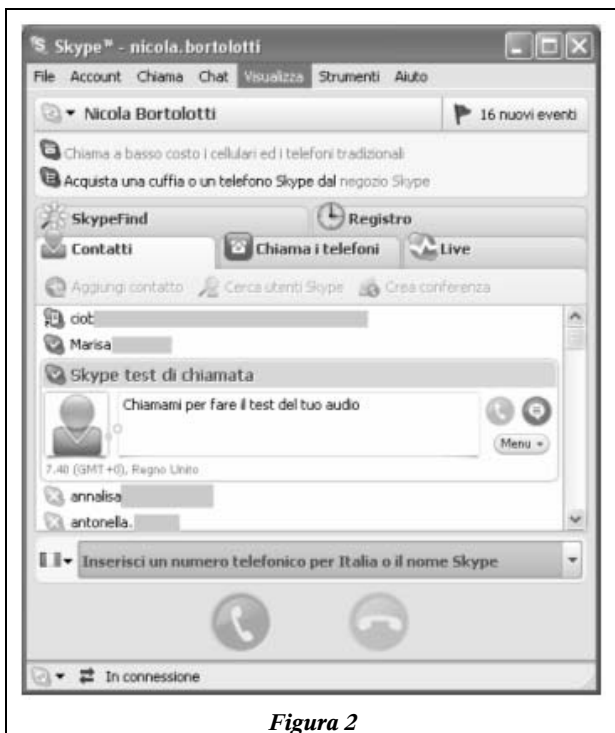 Skype™ - nicola.bortolotti
File Account Chiama Chat Visualizza Strumenti Aiuto
Nicola Bortolotti 16 nuovi eventi
Chiama a basso costo i cellulari ed i telefoni tradizionali
Acquista una cuffia o un telefono Skype dal negozio Skype
SkypeFind Registro
Contatti Chiama i telefoni Live
Aggiungi contatto Cerca utenti Skype Crea conferenza
ciob
Marisa
Skype test di chiamata
Chiamami per fare il test del tuo audio
Menu
7.40 (GMT +0), Regno Unito
annalisa
antonella.
Inserisci un numero telefonico per Italia o il nome Skype
In connessione
Figura 2